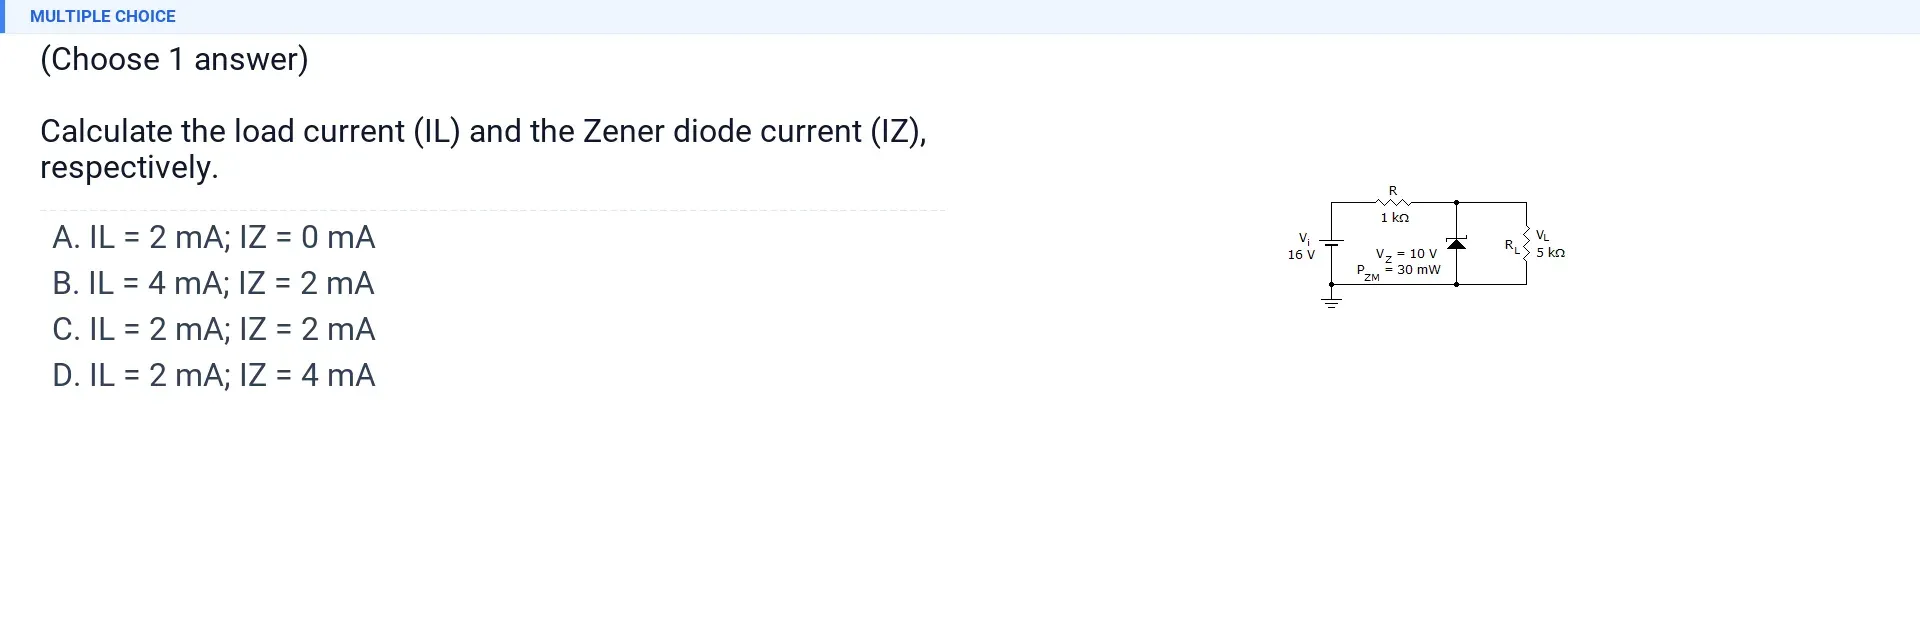 MULTIPLE CHOICE
(Choose 1 answer)
Calculate the load current (IL) and the Zener diode current (IZ),
respectively.
A. IL = 2 mA; IZ = 0 mA
B. IL = 4 mA; IZ = 2 mA
C. IL = 2 mA; IZ = 2 mA
D. IL = 2 mA; IZ = 4 mA
R
1 kΩ
Vi
16 V
VZ = 10 V
PZM = 30 mW
RL
VL
5 kΩ